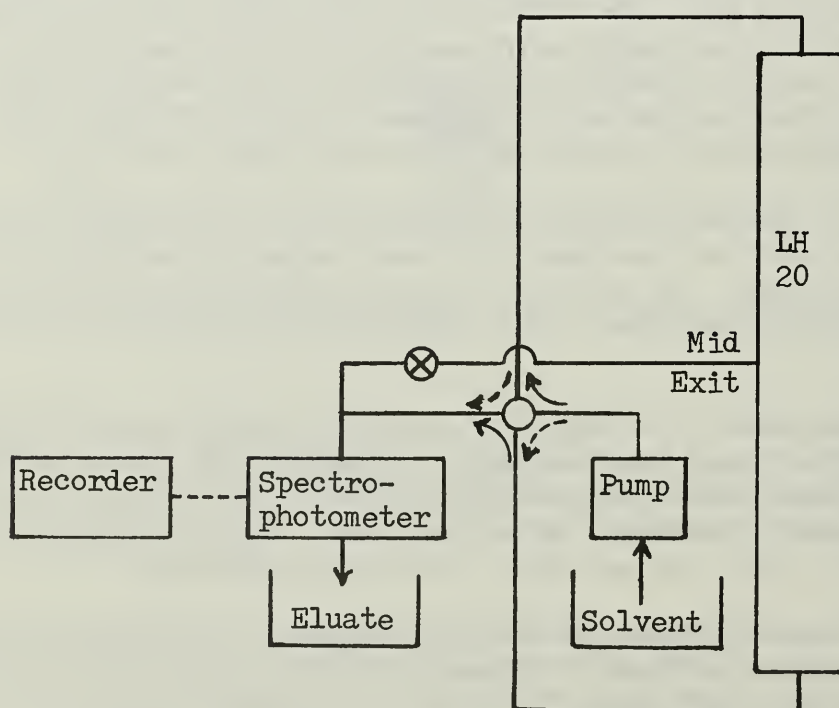 LH
20
Mid
Exit
Recorder
Spectro-
photometer
Pump
Eluate
Solvent